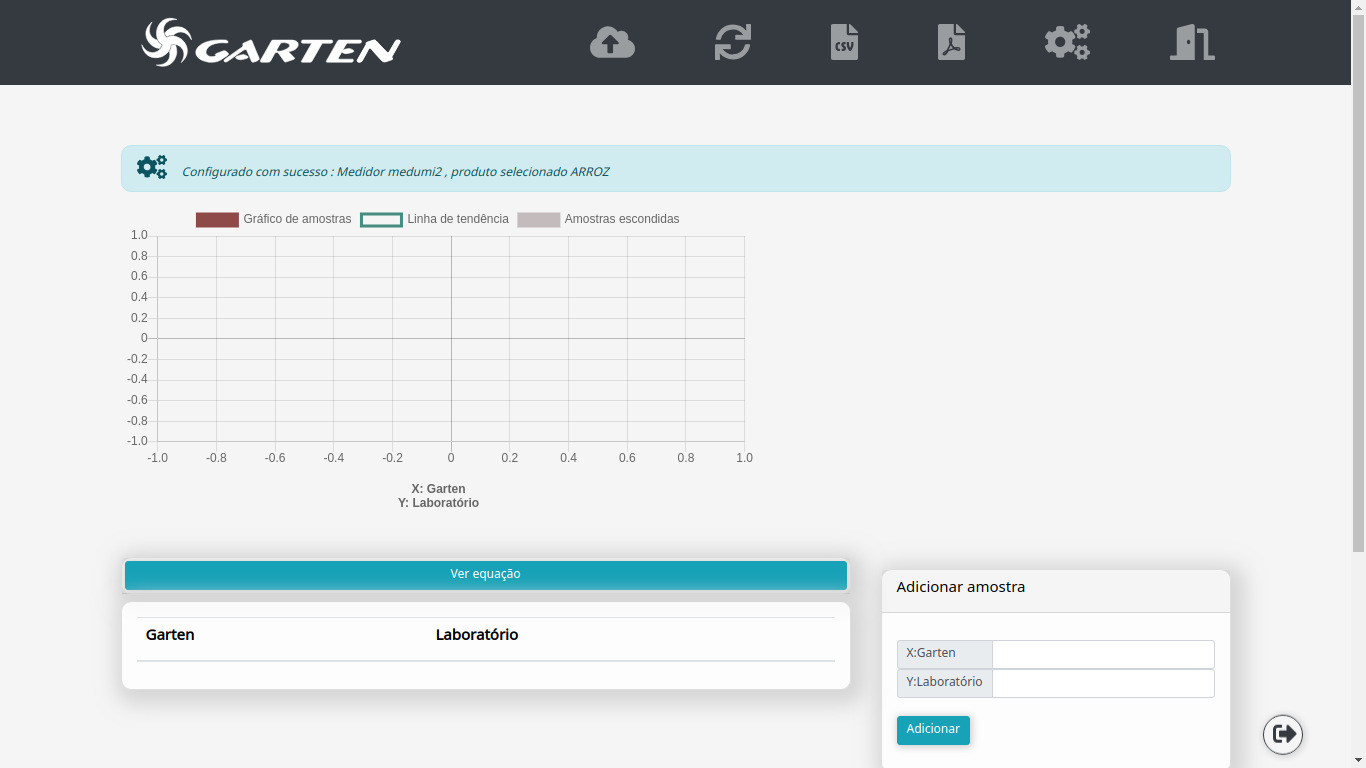 GARTEN
CSV
Configurado com sucesso : Medidor medumi2 , produto selecionado ARROZ
Gráfico de amostras Linha de tendência Amostras escondidas
1.0
0.8
0.6
0.4
0.2
0
-0.2
-0.4
-0.6
-0.8
-1.0
-1.0 -0.8 -0.6 -0.4 -0.2 0 0.2 0.4 0.6 0.8 1.0
X: Garten
Y: Laboratório
Ver equação
Garten Laboratório
Adicionar amostra
X:Garten
Y:Laboratório
Adicionar